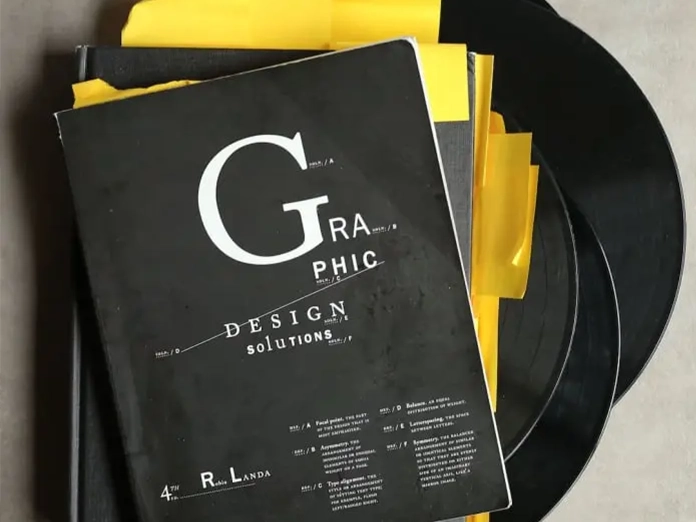 G
RA
PHIC
DESIGN
SOluTIONS
/ A
/ B
/ C
/ D
/ E
/ F
/ A Focal point. THE PART
OF THE DESIGN THAT IS
MOST EMPHASIZED.
/ B Asymmetry. THE
ARRANGEMENT OF
DISSIMILAR OR UNEQUAL
ELEMENTS OF EQUAL
WEIGHT ON A PAGE.
/ C Type alignment. THE
STYLE OR ARRANGEMENT
OF SETTING TEXT TYPE;
FOR EXAMPLE, FLUSH
LEFT/RAGGED RIGHT.
/ D Balance. AN EQUAL
DISTRIBUTION OF WEIGHT.
/ E Letterspacing. THE SPACE
BETWEEN LETTERS.
/ F Symmetry. THE BALANCED
ARRANGEMENT OF SIMILAR
OR IDENTICAL ELEMENTS
SO THAT THEY ARE EVENLY
DISTRIBUTED ON EITHER
SIDE OF AN IMAGINARY
VERTICAL AXIS, LIKE A
MIRROR IMAGE.
4TH Robin LANDA